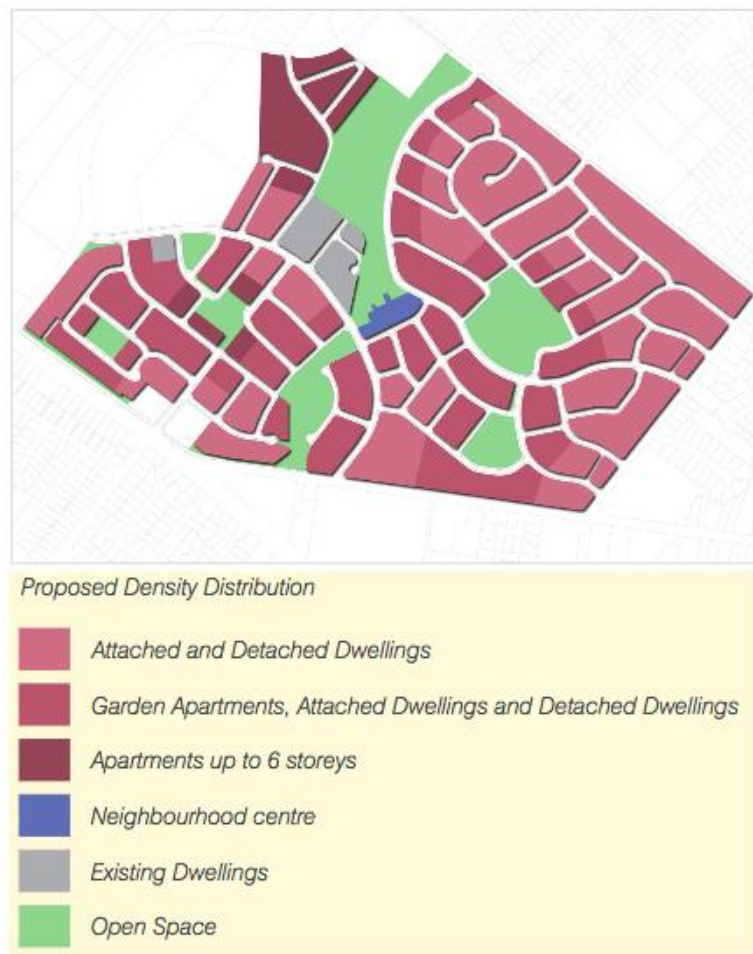 Proposed Density Distribution
Attached and Detached Dwellings
Garden Apartments, Attached Dwellings and Detached Dwellings
Apartments up to 6 storeys
Neighbourhood centre
Existing Dwellings
Open Space